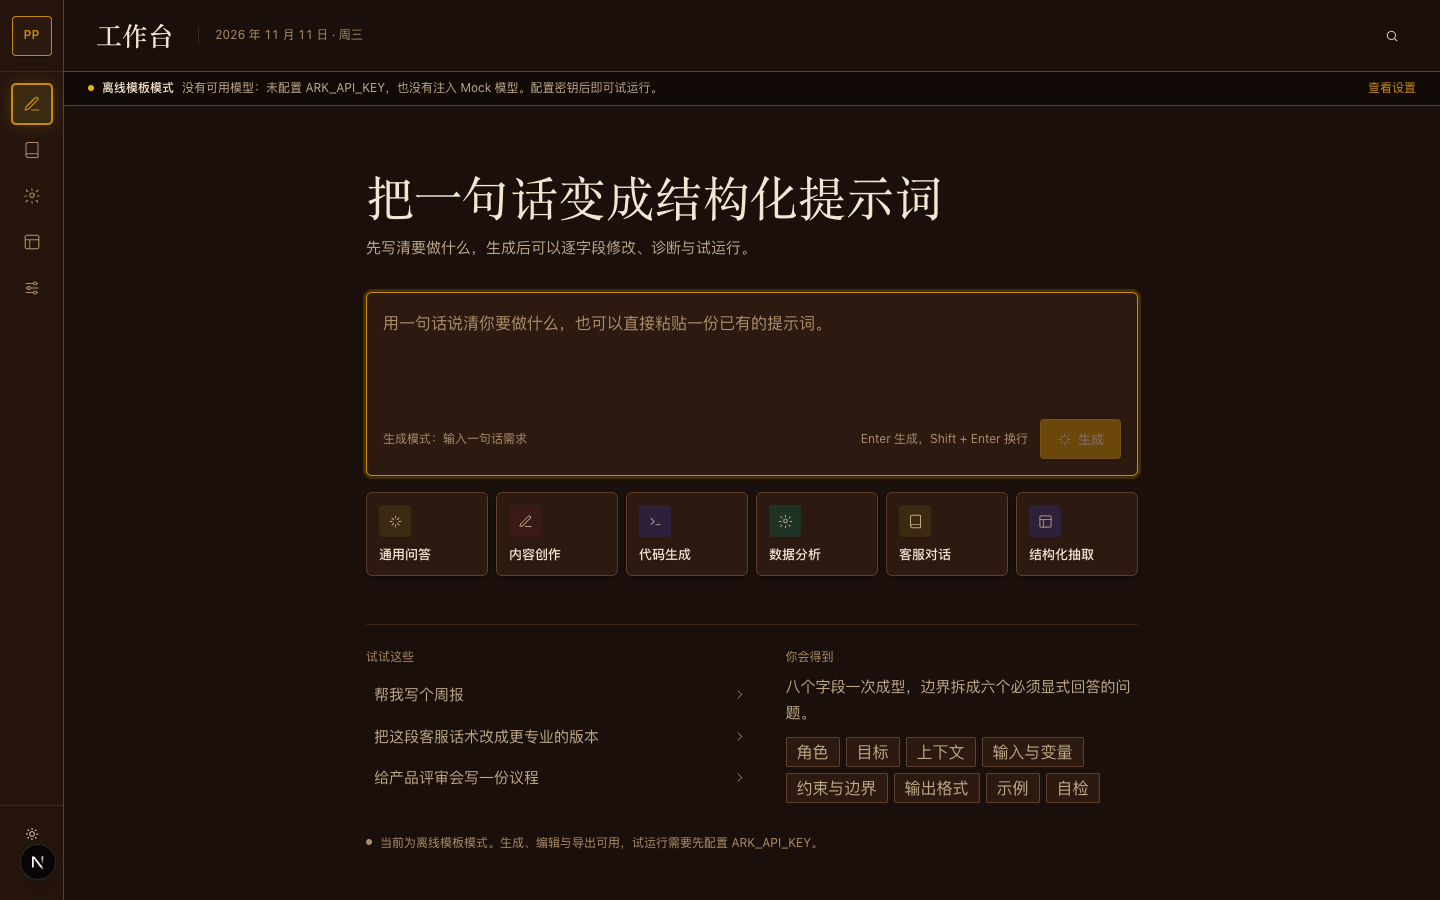 PP
工作台
2026 年 11 月 11 日 · 周三
离线模板模式 没有可用模型：未配置 ARK_API_KEY，也没有注入 Mock 模型。配置密钥后即可试运行。
查看设置
把一句话变成结构化提示词
先写清要做什么，生成后可以逐字段修改、诊断与试运行。
用一句话说清你要做什么，也可以直接粘贴一份已有的提示词。
生成模式：输入一句话需求
Enter 生成，Shift + Enter 换行
生成
通用问答
内容创作
代码生成
数据分析
客服对话
结构化抽取
试试这些
帮我写个周报
把这段客服话术改成更专业的版本
给产品评审会写一份议程
你会得到
八个字段一次成型，边界拆成六个必须显式回答的问
题。
角色 目标 上下文 输入与变量
约束与边界 输出格式 示例 自检
当前为离线模板模式。生成、编辑与导出可用，试运行需要先配置 ARK_API_KEY。
N